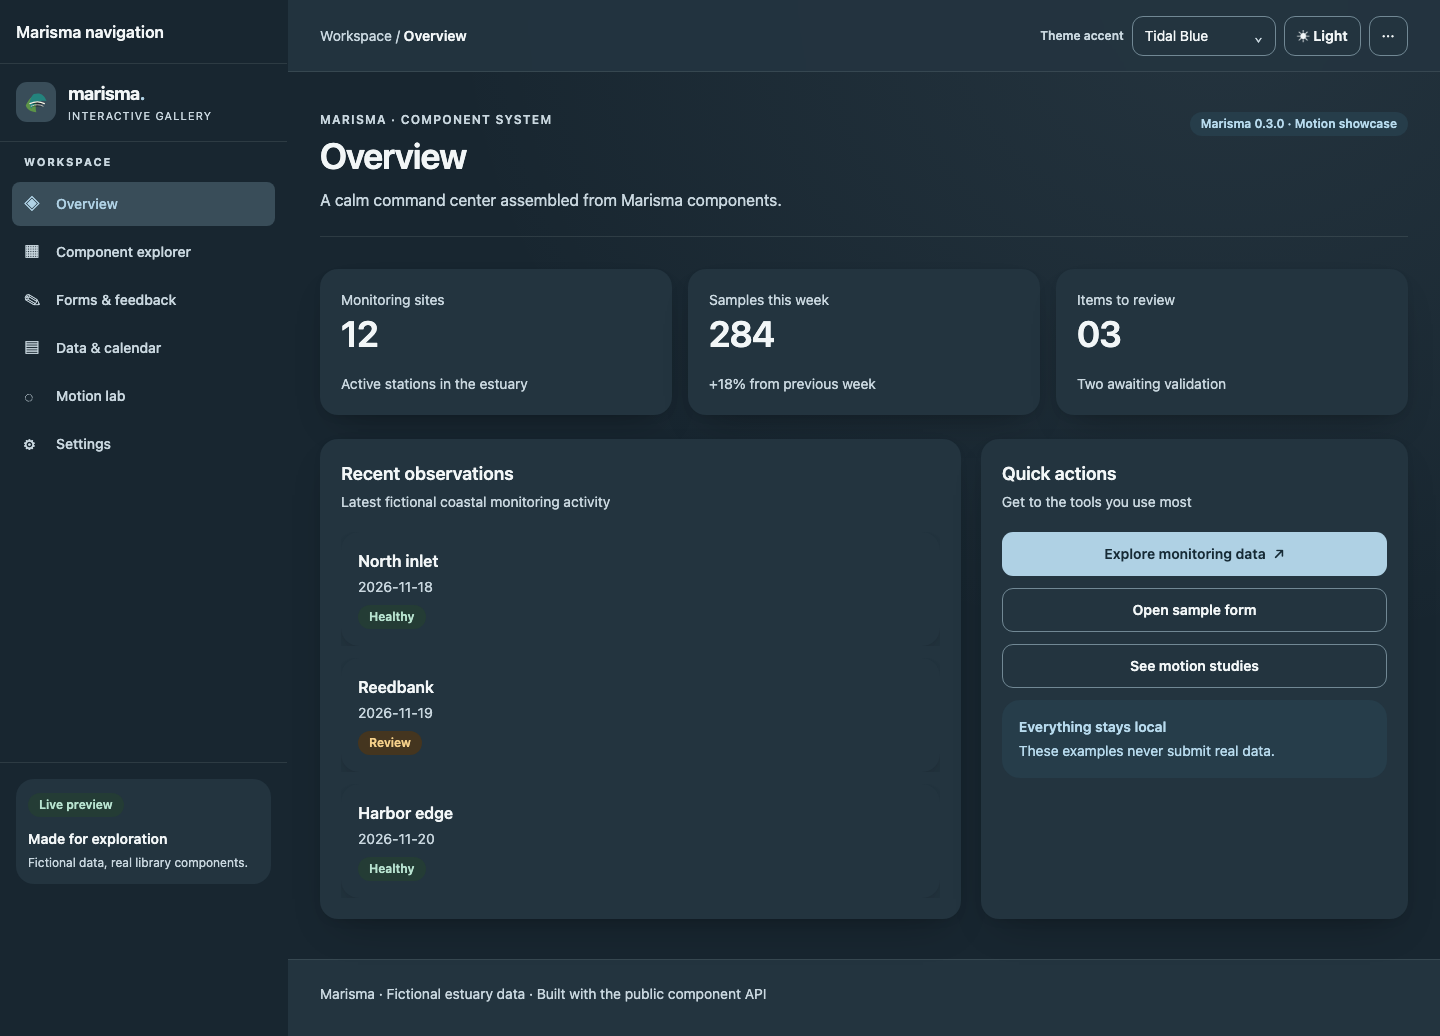 Marisma navigation
marisma.
INTERACTIVE GALLERY
WORKSPACE
Overview
Component explorer
Forms & feedback
Data & calendar
Motion lab
Settings
Live preview
Made for exploration
Fictional data, real library components.
Workspace / Overview
Theme accent
Tidal Blue
Light
MARISMA · COMPONENT SYSTEM
Marisma 0.3.0 · Motion showcase
Overview
A calm command center assembled from Marisma components.
Monitoring sites
12
Active stations in the estuary
Samples this week
284
+18% from previous week
Items to review
03
Two awaiting validation
Recent observations
Latest fictional coastal monitoring activity
North inlet
2026-11-18
Healthy
Reedbank
2026-11-19
Review
Harbor edge
2026-11-20
Healthy
Quick actions
Get to the tools you use most
Explore monitoring data ↗
Open sample form
See motion studies
Everything stays local
These examples never submit real data.
Marisma · Fictional estuary data · Built with the public component API